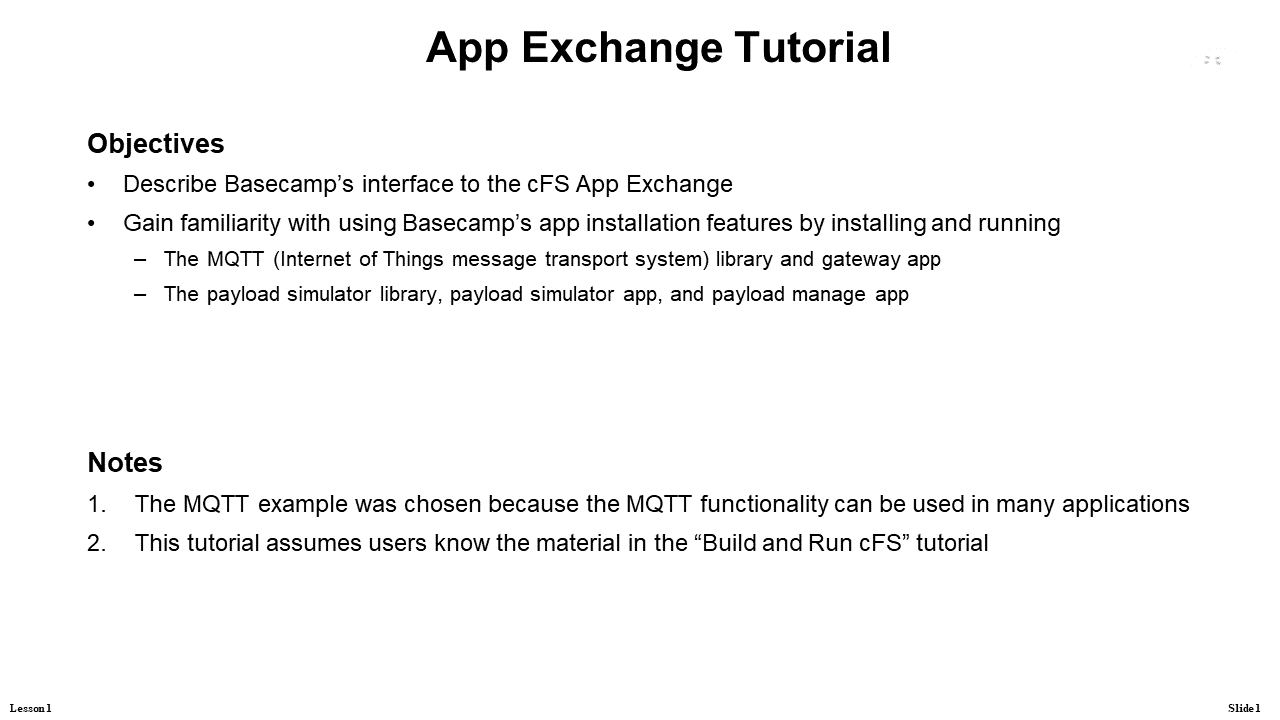 App Exchange Tutorial
Objectives
• Describe Basecamp’s interface to the cFS App Exchange
• Gain familiarity with using Basecamp’s app installation features by installing and running
– The MQTT (Internet of Things message transport system) library and gateway app
– The payload simulator library, payload simulator app, and payload manage app
Notes
1. The MQTT example was chosen because the MQTT functionality can be used in many applications
2. This tutorial assumes users know the material in the “Build and Run cFS” tutorial
Lesson 1
Slide 1